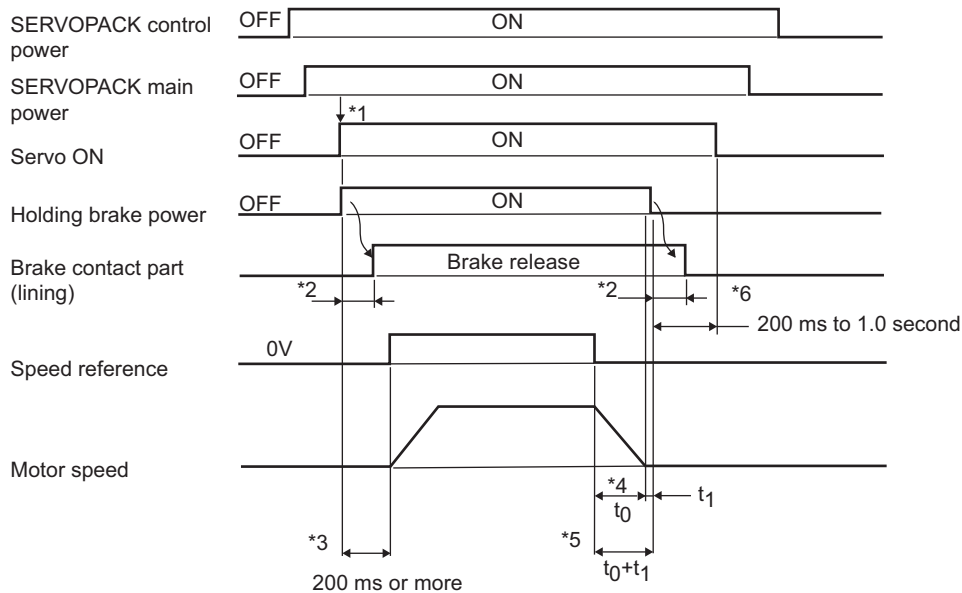 SERVOPACK control
power
OFF
ON
SERVOPACK main
power
OFF
ON
*1
Servo ON
OFF
ON
Holding brake power
OFF
ON
Brake contact part
(lining)
Brake release
*2
*2
*6
200 ms to 1.0 second
0V
Speed reference
Motor speed
*4
t0
t1
*3
*5
t0+t1
200 ms or more